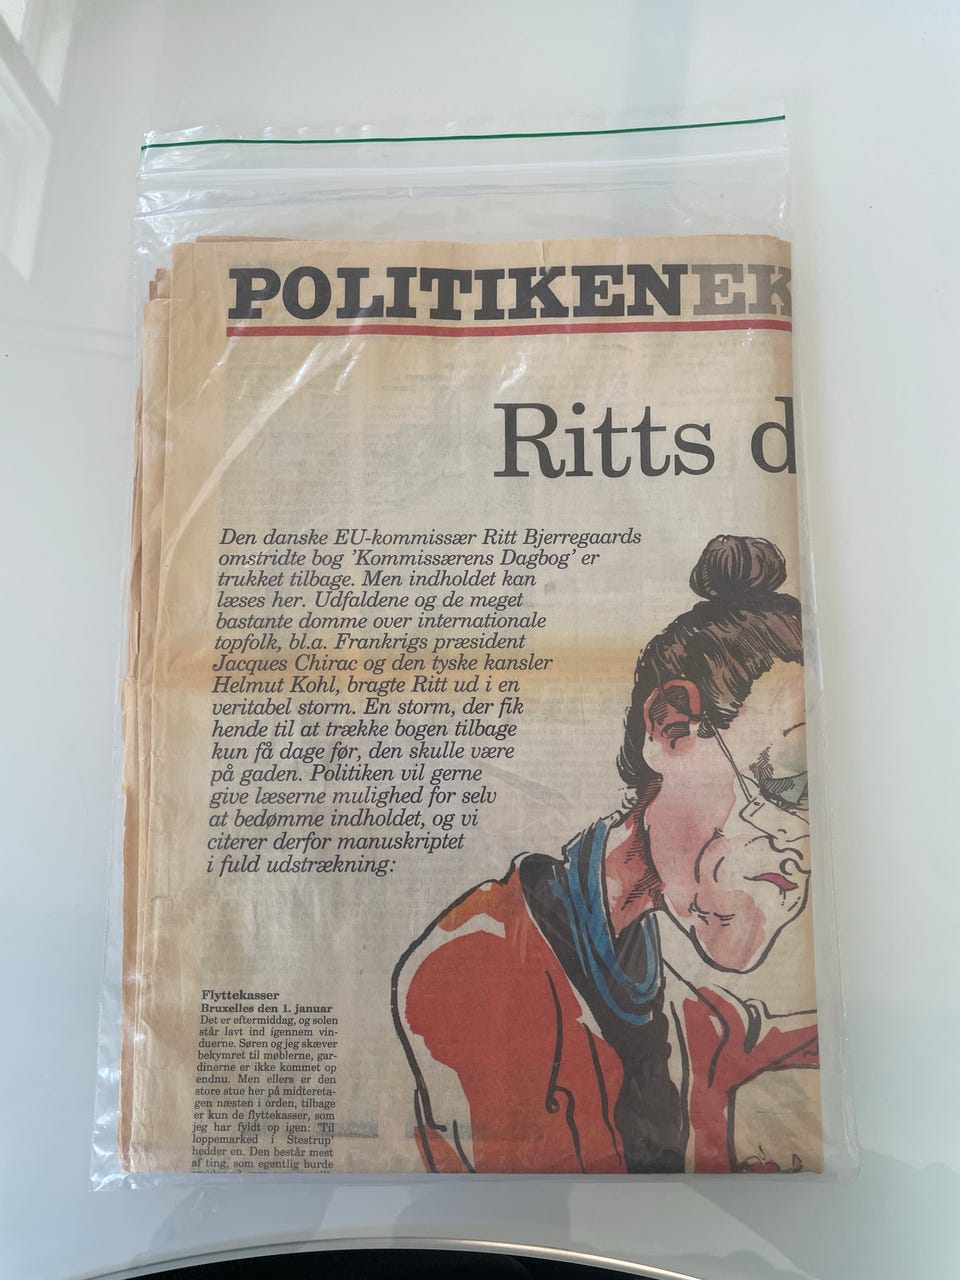 POLITIKENEK
Ritts d
Den danske EU-kommissær Ritt Bjerregaards
omstridte bog 'Kommissærens Dagbog' er
trukket tilbage. Men indholdet kan
læses her. Udfaldene og de meget
bastante domme over internationale
topfolk, bl.a. Frankrigs præsident
Jacques Chirac og den tyske kansler
Helmut Kohl, bragte Ritt ud i en
veritabel storm. En storm, der fik
hende til at trække bogen tilbage
kun få dage før, den skulle være
på gaden. Politiken vil gerne
give læserne mulighed for selv
at bedømme indholdet, og vi
citerer derfor manuskriptet
i fuld udstrækning:
Flyttekasser
Bruxelles den 1. januar
Det er eftermiddag, og solen
står lavt ind igennem vin-
duerne. Søren og jeg skæver
bekymret til møblerne, gar-
dinerne er ikke kommet op
endnu. Men ellers er den
store stue her på midtereta-
gen næsten i orden, tilbage
er kun de flyttekasser, som
jeg har fyldt op igen: 'Til
loppemarked i Stestrup'
hedder en. Den består mest
af ting, som egentlig burde